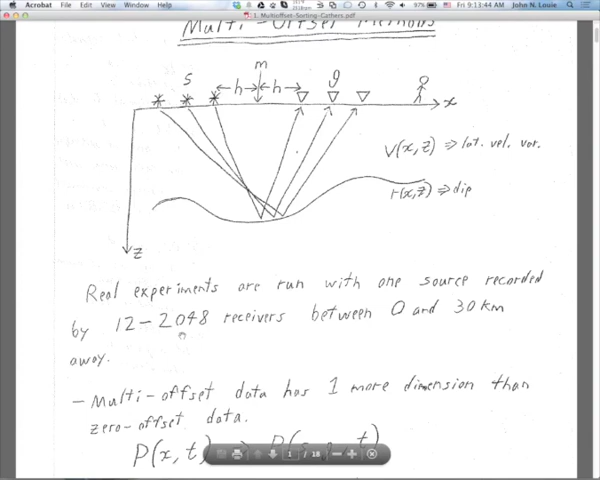 Acrobat File Edit View Window Help
97% Fri 9:13:44 AM John N. Louie
1. Multioffset-Sorting-Gathers.pdf
Multi-Offset Methods
m
s h h g
x
V(x,z) ⇒ lat. vel. var.
r(x,z) ⇒ dip
z
Real experiments are run with one source recorded
by 12-2048 receivers between 0 and 30 km
away.
- Multi-offset data has 1 more dimension than
zero-offset data.
P(x,t) P(s, t)
1 / 18